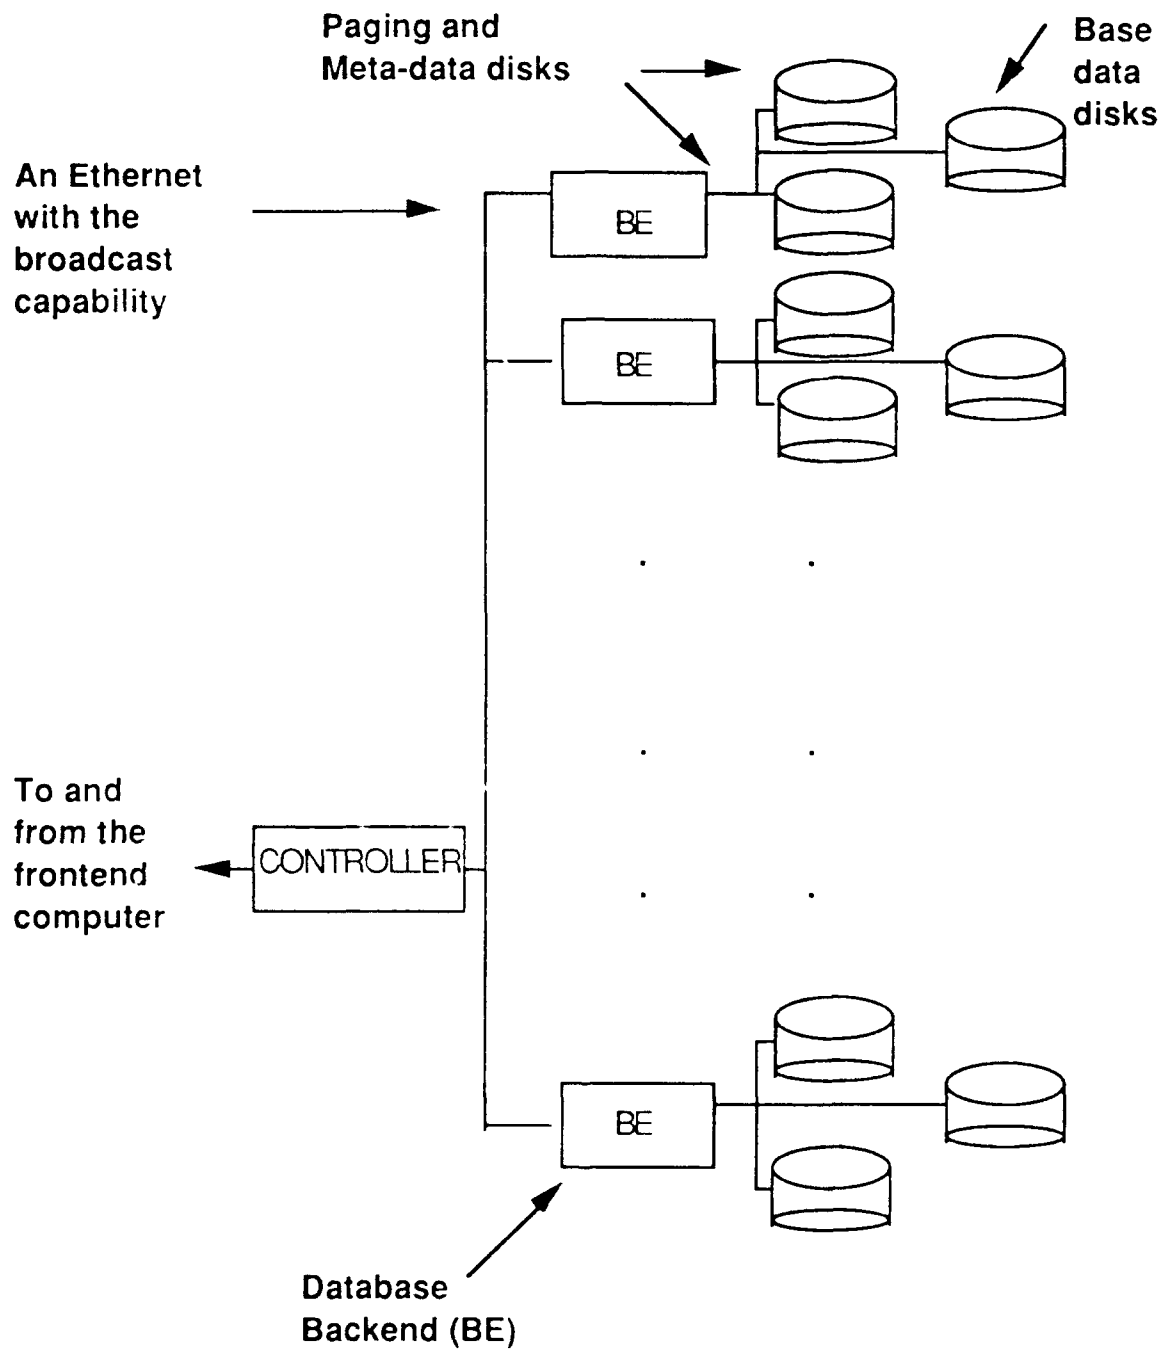 Paging and
Meta-data disks
Base
data
disks
An Ethernet
with the
broadcast
capability
BE
BE
To and
from the
frontend
computer
CONTROLLER
BE
Database
Backend (BE)